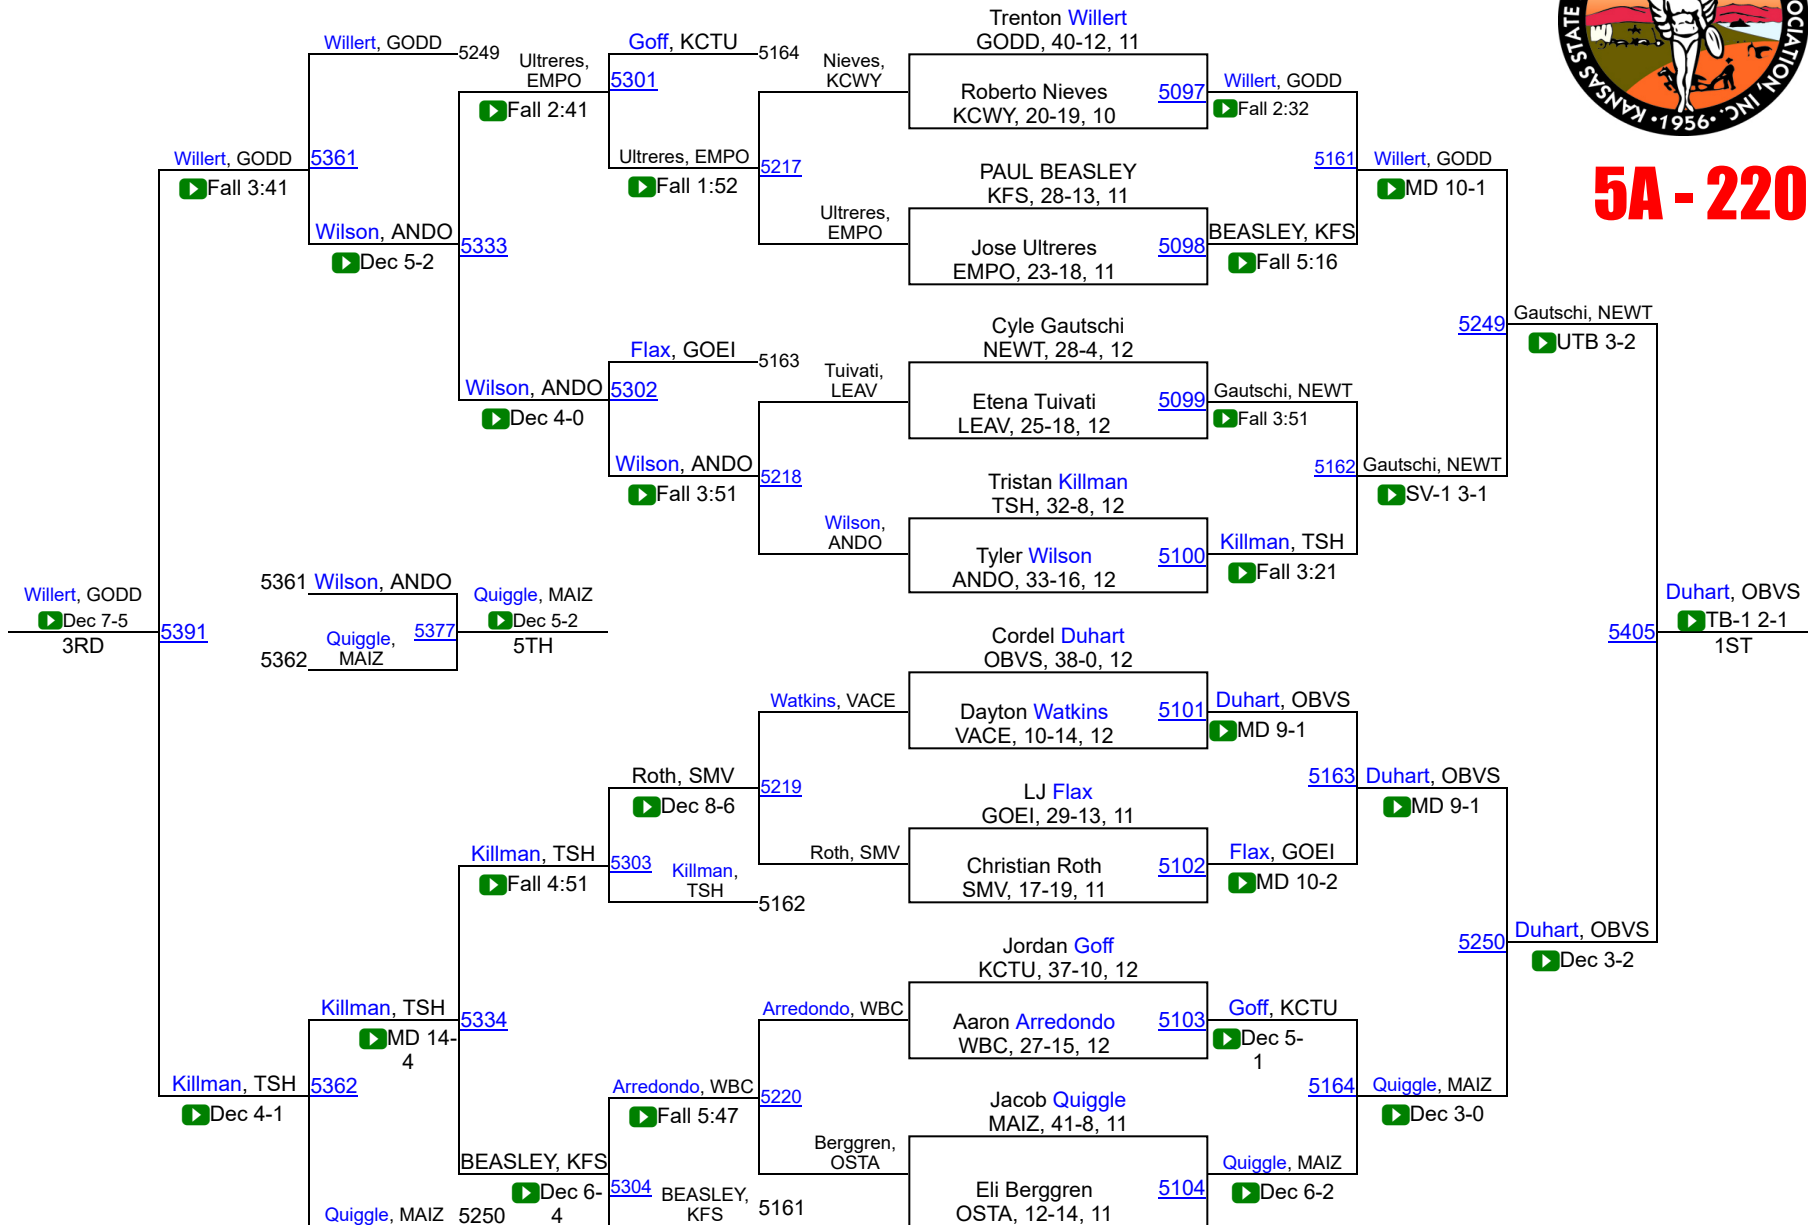 KANSAS STATE
OCIATION, INC.
•1956•
5A - 220
Willert, GODD
5249
Ultreres,
EMPO
Fall 2:41
Goff, KCTU
5164
5301
Nieves,
KCWY
Trenton Willert
GODD, 40-12, 11
Roberto Nieves
KCWY, 20-19, 10
5097
Willert, GODD
Fall 2:32
Willert, GODD
Fall 3:41
5361
Ultreres, EMPO
Fall 1:52
5217
PAUL BEASLEY
KFS, 28-13, 11
5161
Willert, GODD
MD 10-1
Wilson, ANDO
Dec 5-2
5333
Ultreres,
EMPO
Jose Ultreres
EMPO, 23-18, 11
5098
BEASLEY, KFS
Fall 5:16
Cyle Gautschi
NEWT, 28-4, 12
5249
Gautschi, NEWT
UTB 3-2
Flax, GOEI
5163
Wilson, ANDO
Dec 4-0
5302
Tuivati,
LEAV
Etena Tuivati
LEAV, 25-18, 12
5099
Gautschi, NEWT
Fall 3:51
Wilson, ANDO
Fall 3:51
5218
Tristan Killman
TSH, 32-8, 12
5162
Gautschi, NEWT
SV-1 3-1
Wilson,
ANDO
Tyler Wilson
ANDO, 33-16, 12
5100
Killman, TSH
Fall 3:21
Willert, GODD
Dec 7-5
3RD
5391
5361
Wilson, ANDO
5362
Quiggle,
MAIZ
5377
Quiggle, MAIZ
Dec 5-2
5TH
Cordel Duhart
OBVS, 38-0, 12
5405
Duhart, OBVS
TB-1 2-1
1ST
Watkins, VACE
Dayton Watkins
VACE, 10-14, 12
5101
Duhart, OBVS
MD 9-1
Roth, SMV
Dec 8-6
5219
LJ Flax
GOEI, 29-13, 11
5163
Duhart, OBVS
MD 9-1
Killman, TSH
Fall 4:51
5303
Killman,
TSH
5162
Roth, SMV
Christian Roth
SMV, 17-19, 11
5102
Flax, GOEI
MD 10-2
Jordan Goff
KCTU, 37-10, 12
5250
Duhart, OBVS
Dec 3-2
Killman, TSH
MD 14-
4
5334
Arredondo, WBC
Aaron Arredondo
WBC, 27-15, 12
5103
Goff, KCTU
Dec 5-
1
Killman, TSH
Dec 4-1
5362
Arredondo, WBC
Fall 5:47
5220
Jacob Quiggle
MAIZ, 41-8, 11
5164
Quiggle, MAIZ
Dec 3-0
BEASLEY, KFS
Dec 6-
4
5304
BEASLEY,
KFS
5161
Berggren,
OSTA
Eli Berggren
OSTA, 12-14, 11
5104
Quiggle, MAIZ
Dec 6-2
Quiggle, MAIZ
5250